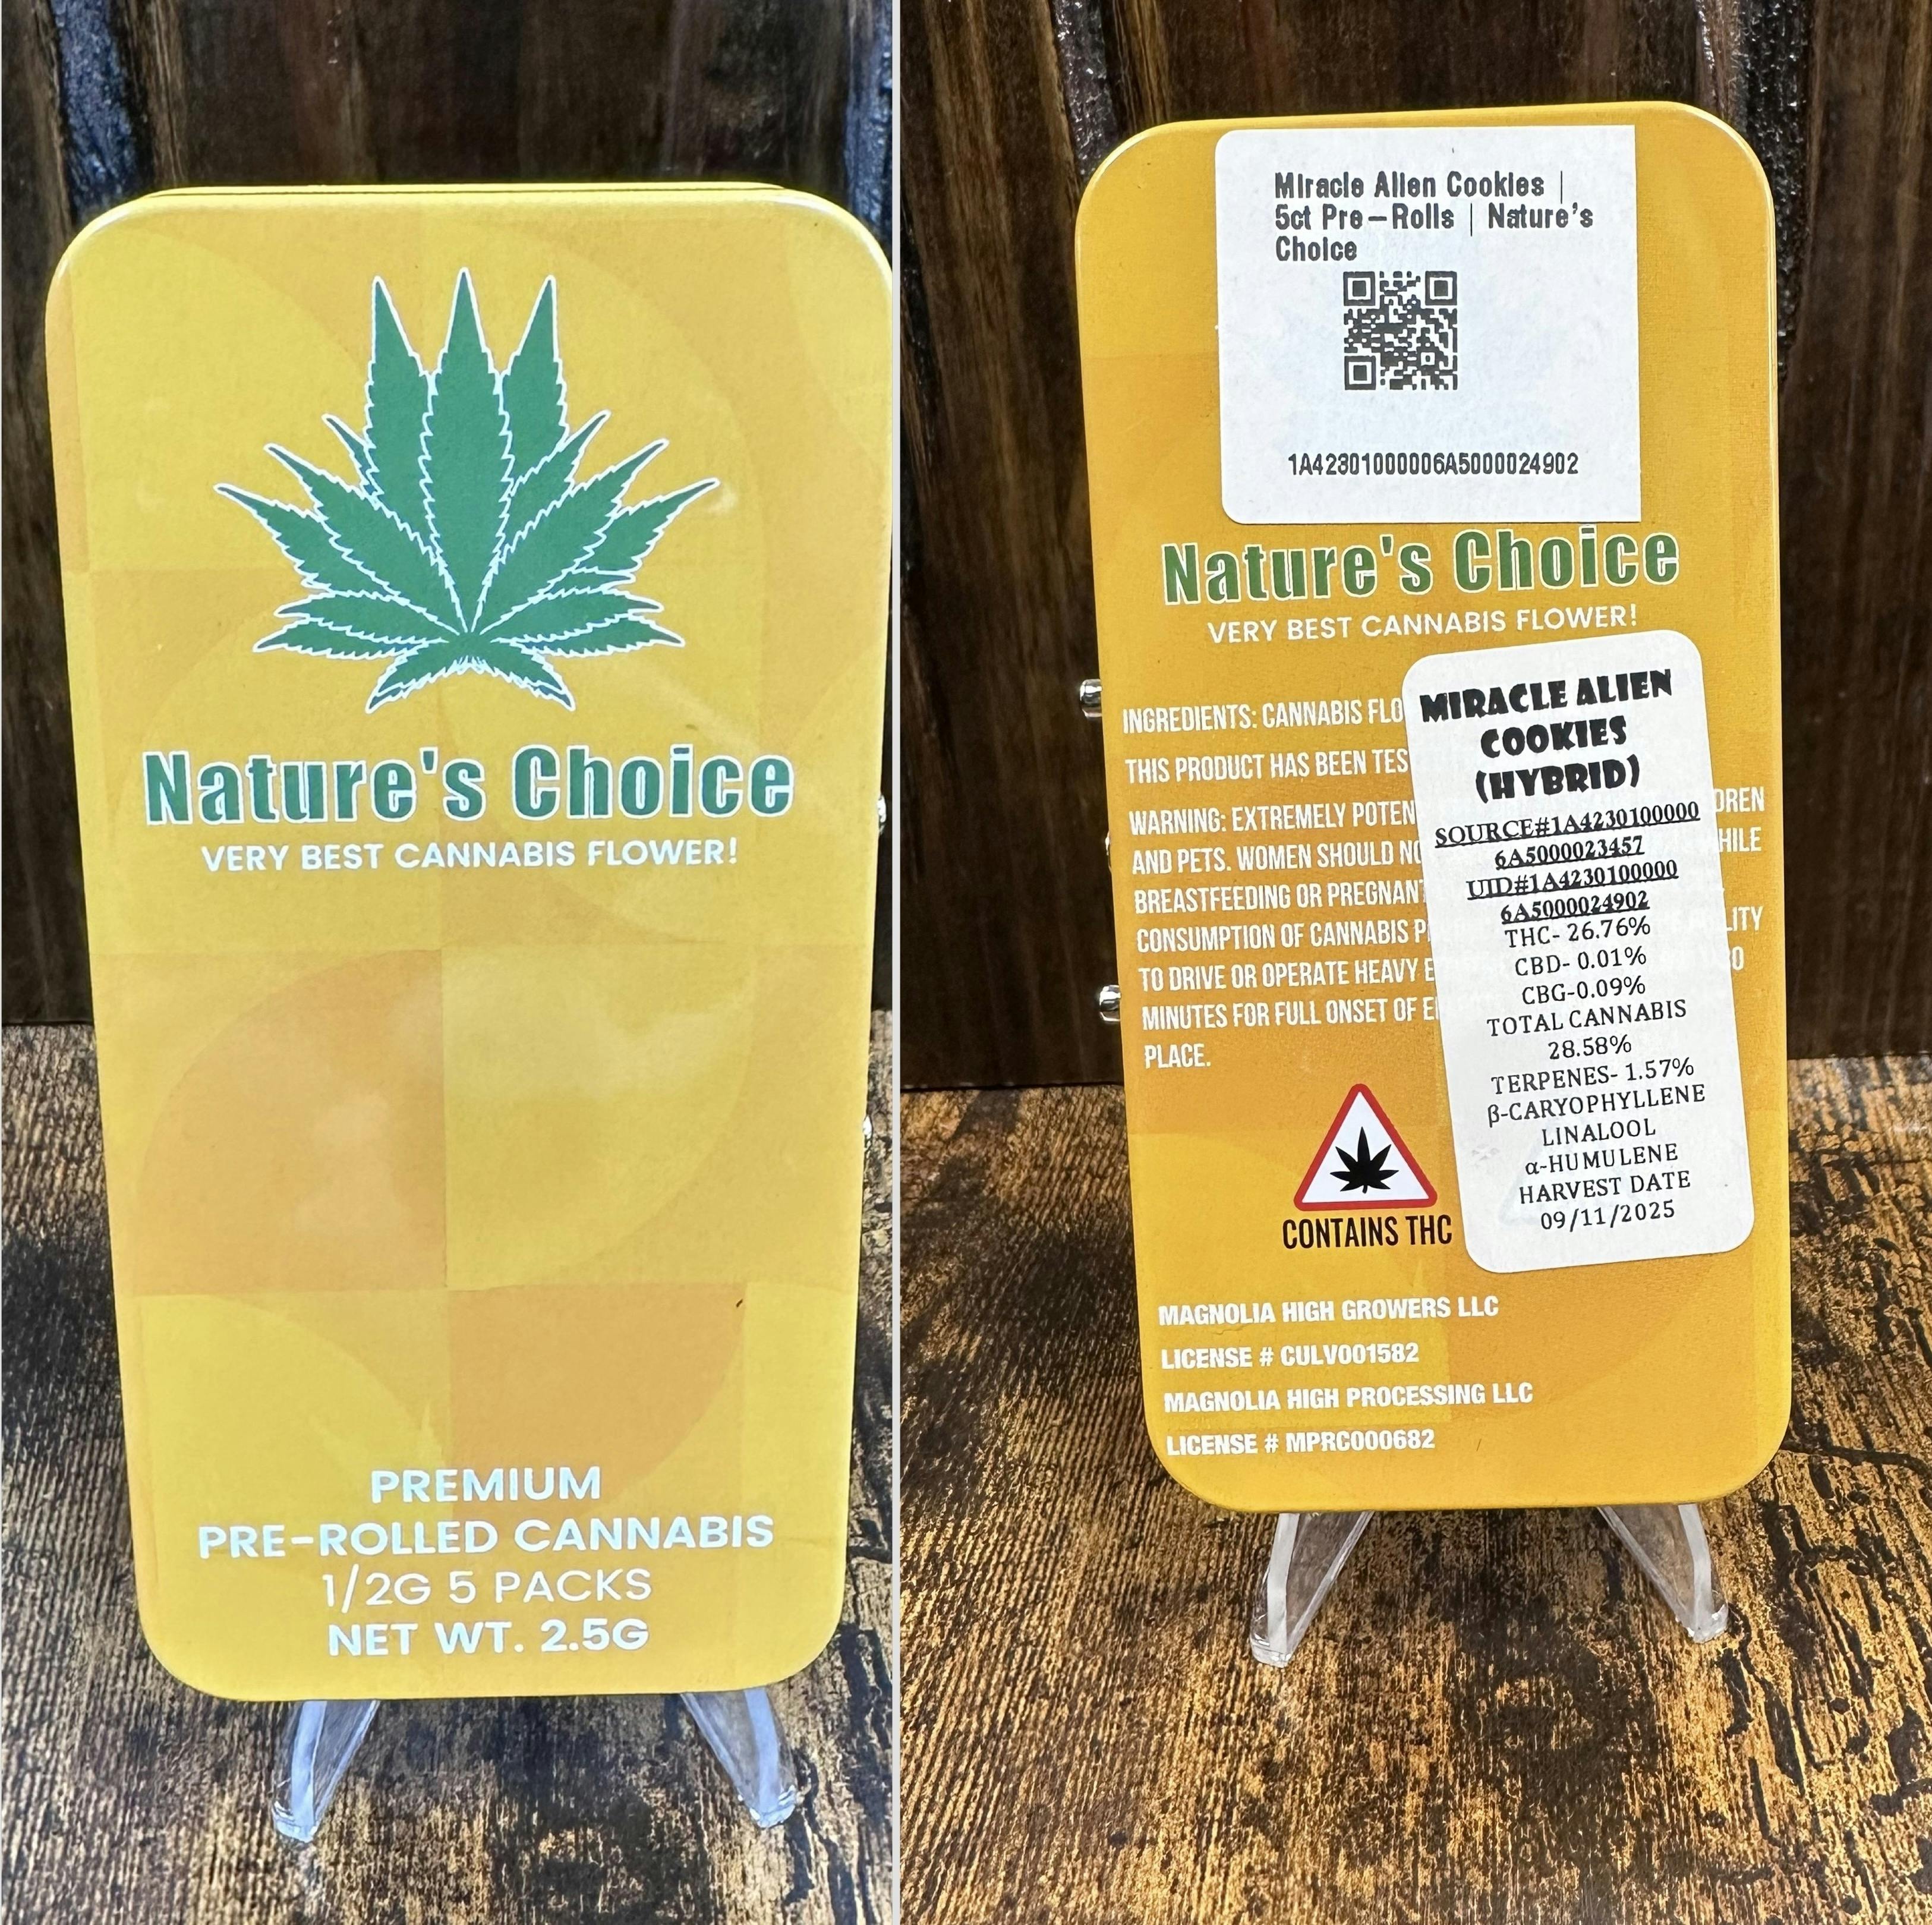 Nature's Choice
VERY BEST CANNABIS FLOWER!
PREMIUM
PRE-ROLLED CANNABIS
1/2G 5 PACKS
NET WT. 2.5G
Miracle Alien Cookies |
5ct Pre-Rolls | Nature's
Choice
1A42301000006A5000024902
Nature's Choice
VERY BEST CANNABIS FLOWER!
INGREDIENTS: CANNABIS
THIS PRODUCT HAS BEEN
WARNING: EXTREMELY
AND PETS. WOMEN SHOULD
BREASTFEEDING OR
CONSUMPTION OF CANNABIS
TO DRIVE OR OPERATE HEAVY
MINUTES FOR FULL ONSET OF
PLACE.
MIRACLE ALIEN
COOKIES
(HYBRID)
SOURCE#1A4230100000
6A5000023457
UID#1A4230100000
6A5000024902
THC- 26.76%
CBD- 0.01%
CBG-0.09%
TOTAL CANNABIS
28.58%
TERPENES- 1.57%
β-CARYOPHYLLENE
LINALOOL
α-HUMULENE
HARVEST DATE
09/11/2025
CONTAINS THC
MAGNOLIA HIGH GROWERS LLC
LICENSE # CULV001582
MAGNOLIA HIGH PROCESSING LLC
LICENSE # MPRC000682